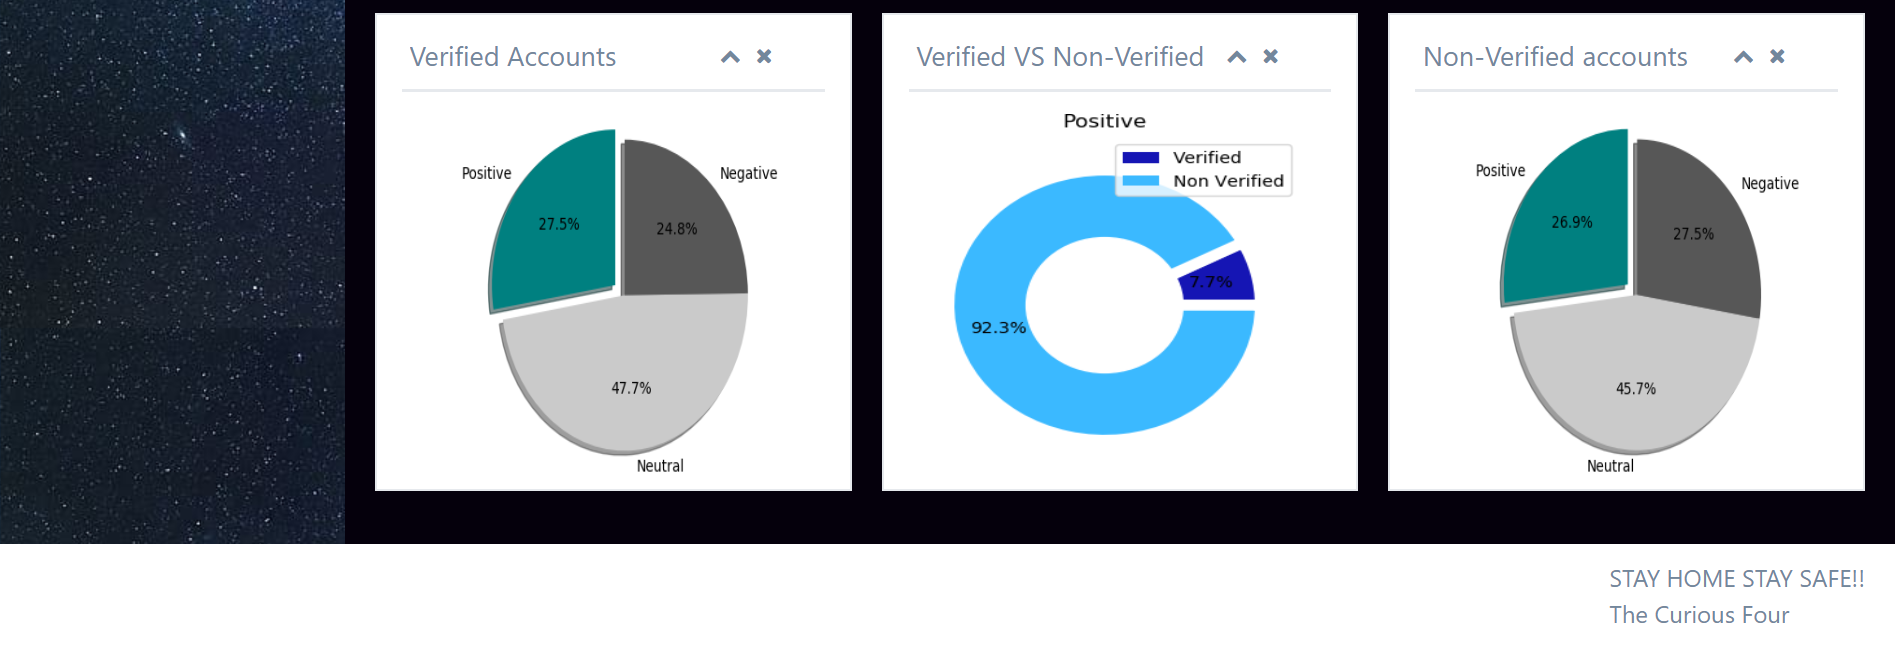 Verified Accounts
Positive
Negative
27.5%
24.8%
47.7%
Neutral
Verified VS Non-Verified
Positive
Verified
Non Verified
7.7%
92.3%
Non-Verified accounts
Positive
Negative
26.9%
27.5%
45.7%
Neutral
STAY HOME STAY SAFE!!
The Curious Four